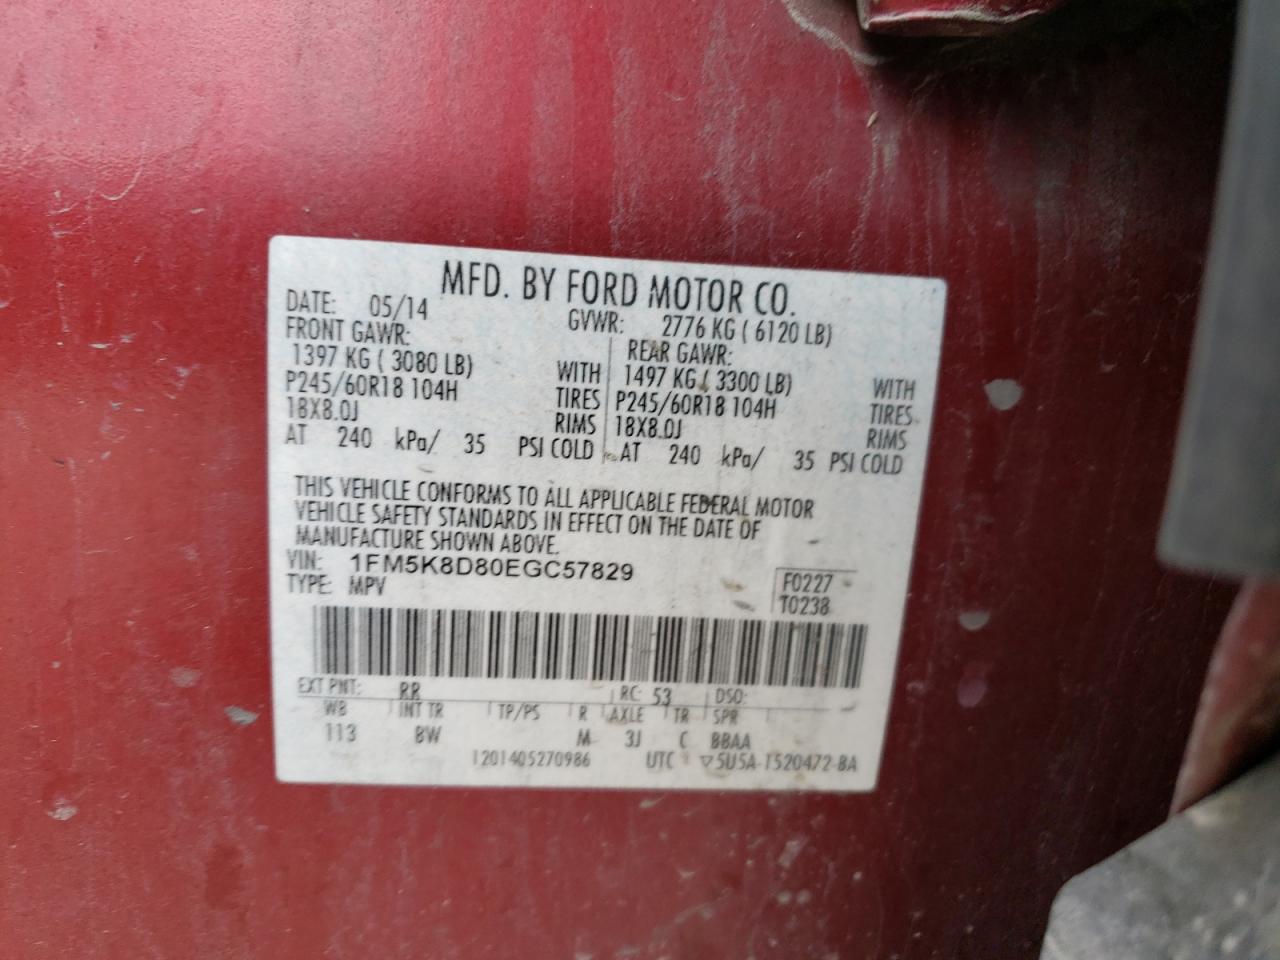 MFD. BY FORD MOTOR CO.
DATE: 05/14 GVWR: 2776 KG ( 6120 LB)
FRONT GAWR: REAR GAWR:
1397 KG ( 3080 LB) WITH 1497 KG ( 3300 LB) WITH
P245/60R18 104H TIRES P245/60R18 104H TIRES
18X8.0J RIMS 18X8.0J RIMS
AT 240 kPa/ 35 PSI COLD AT 240 kPa/ 35 PSI COLD
THIS VEHICLE CONFORMS TO ALL APPLICABLE FEDERAL MOTOR
VEHICLE SAFETY STANDARDS IN EFFECT ON THE DATE OF
MANUFACTURE SHOWN ABOVE.
VIN: 1FM5K8D80EGC57829
TYPE: MPV F0227
T0238
EXT PNT: RR RC: 53 DSO:
WB INT TR TP/PS R AXLE TR SPR
113 BW M 3J C BBAA
1201405270986 UTC ▽5U5A-1520472-BA